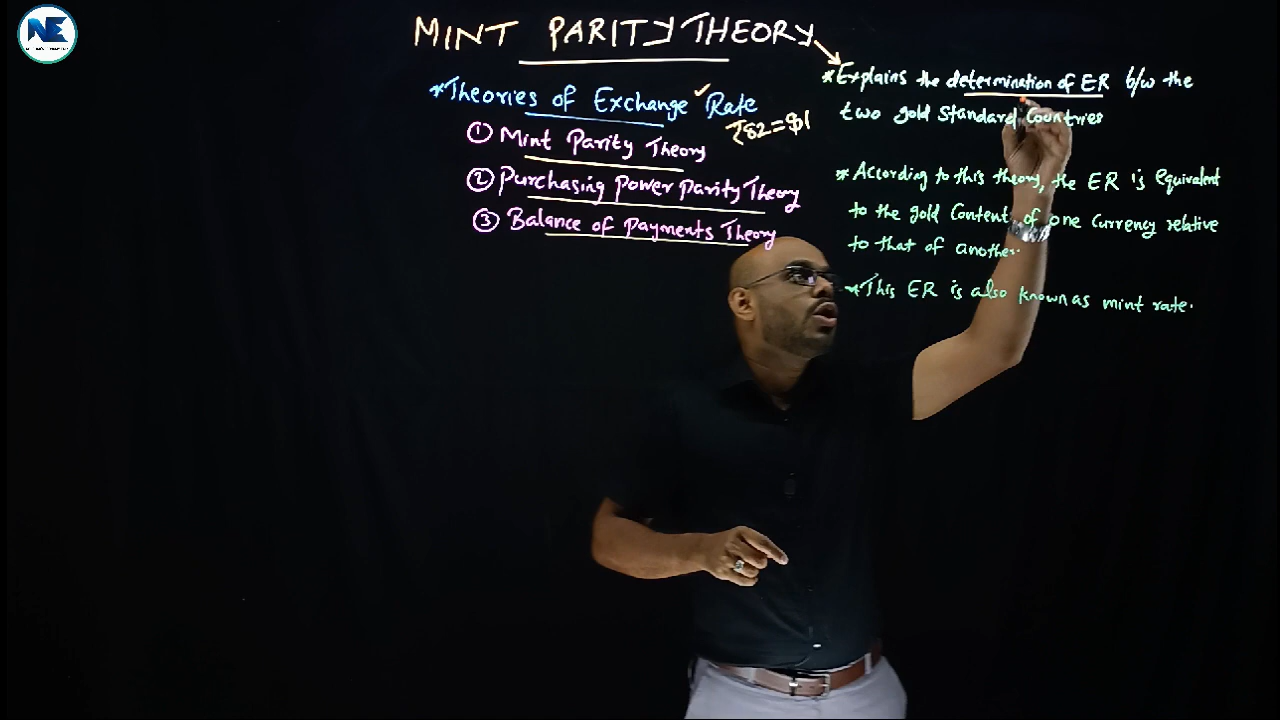 NE
MINT PARITY THEORY
*Theories of Exchange Rate
₹82=$1
① Mint Parity Theory
② Purchasing power parity Theory
③ Balance of payments Theory
*Explains the determination of ER b/w the
two gold Standard Countries
* According to this theory, the ER is equivalent
to the gold Content of one Currency relative
to that of another.
*This ER is also known as mint rate.